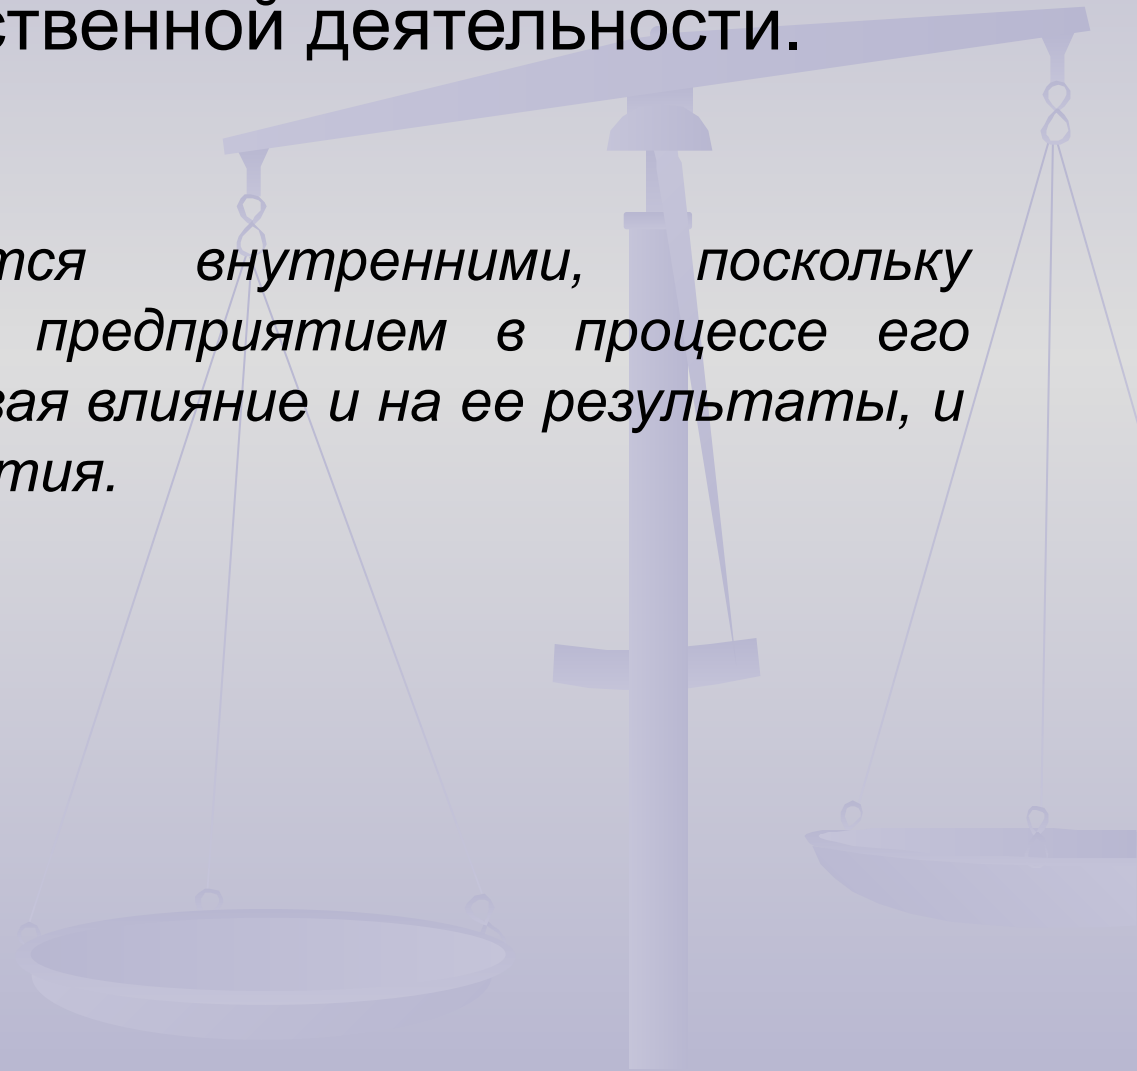 ственной деятельности.
тся внутренними, поскольку
предприятием в процессе его
вая влияние и на ее результаты, и
тия.